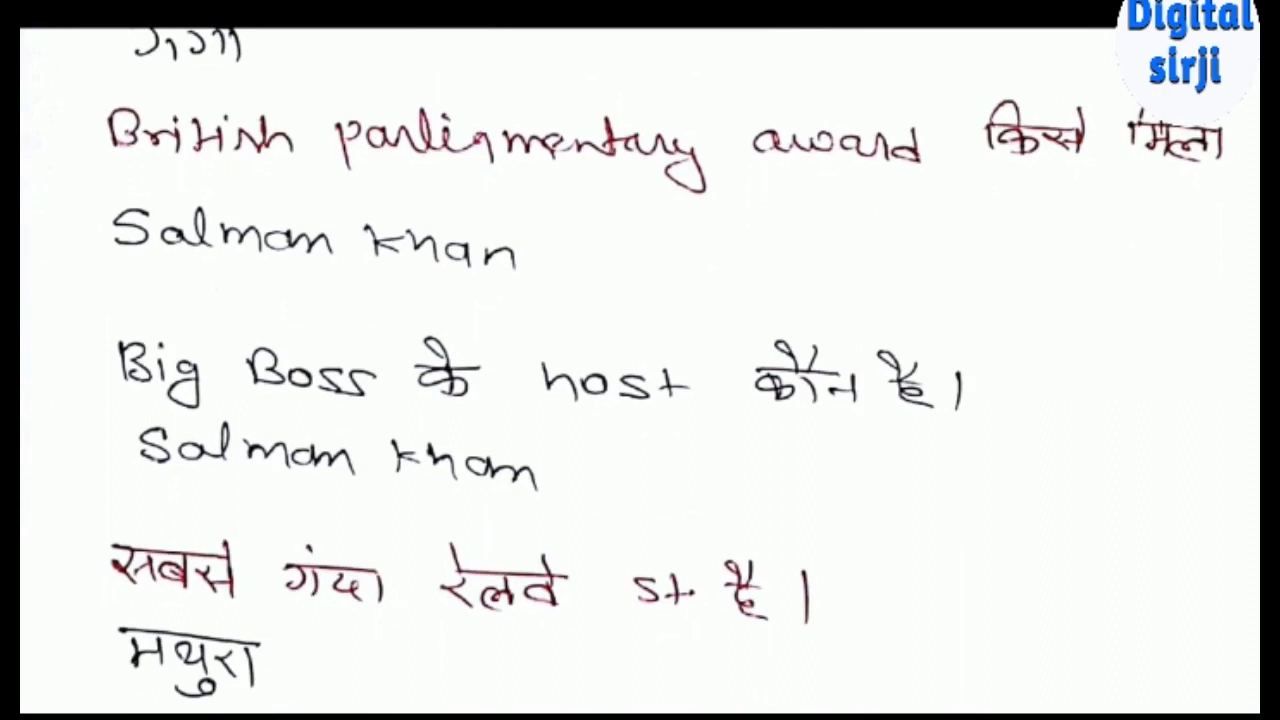 Digital
sirji
British parliamentary award किसे मिला
Salman Khan
Big Boss के host कौन है।
Salman Khan
सबसे गंदा रेलवे st. है।
मथुरा